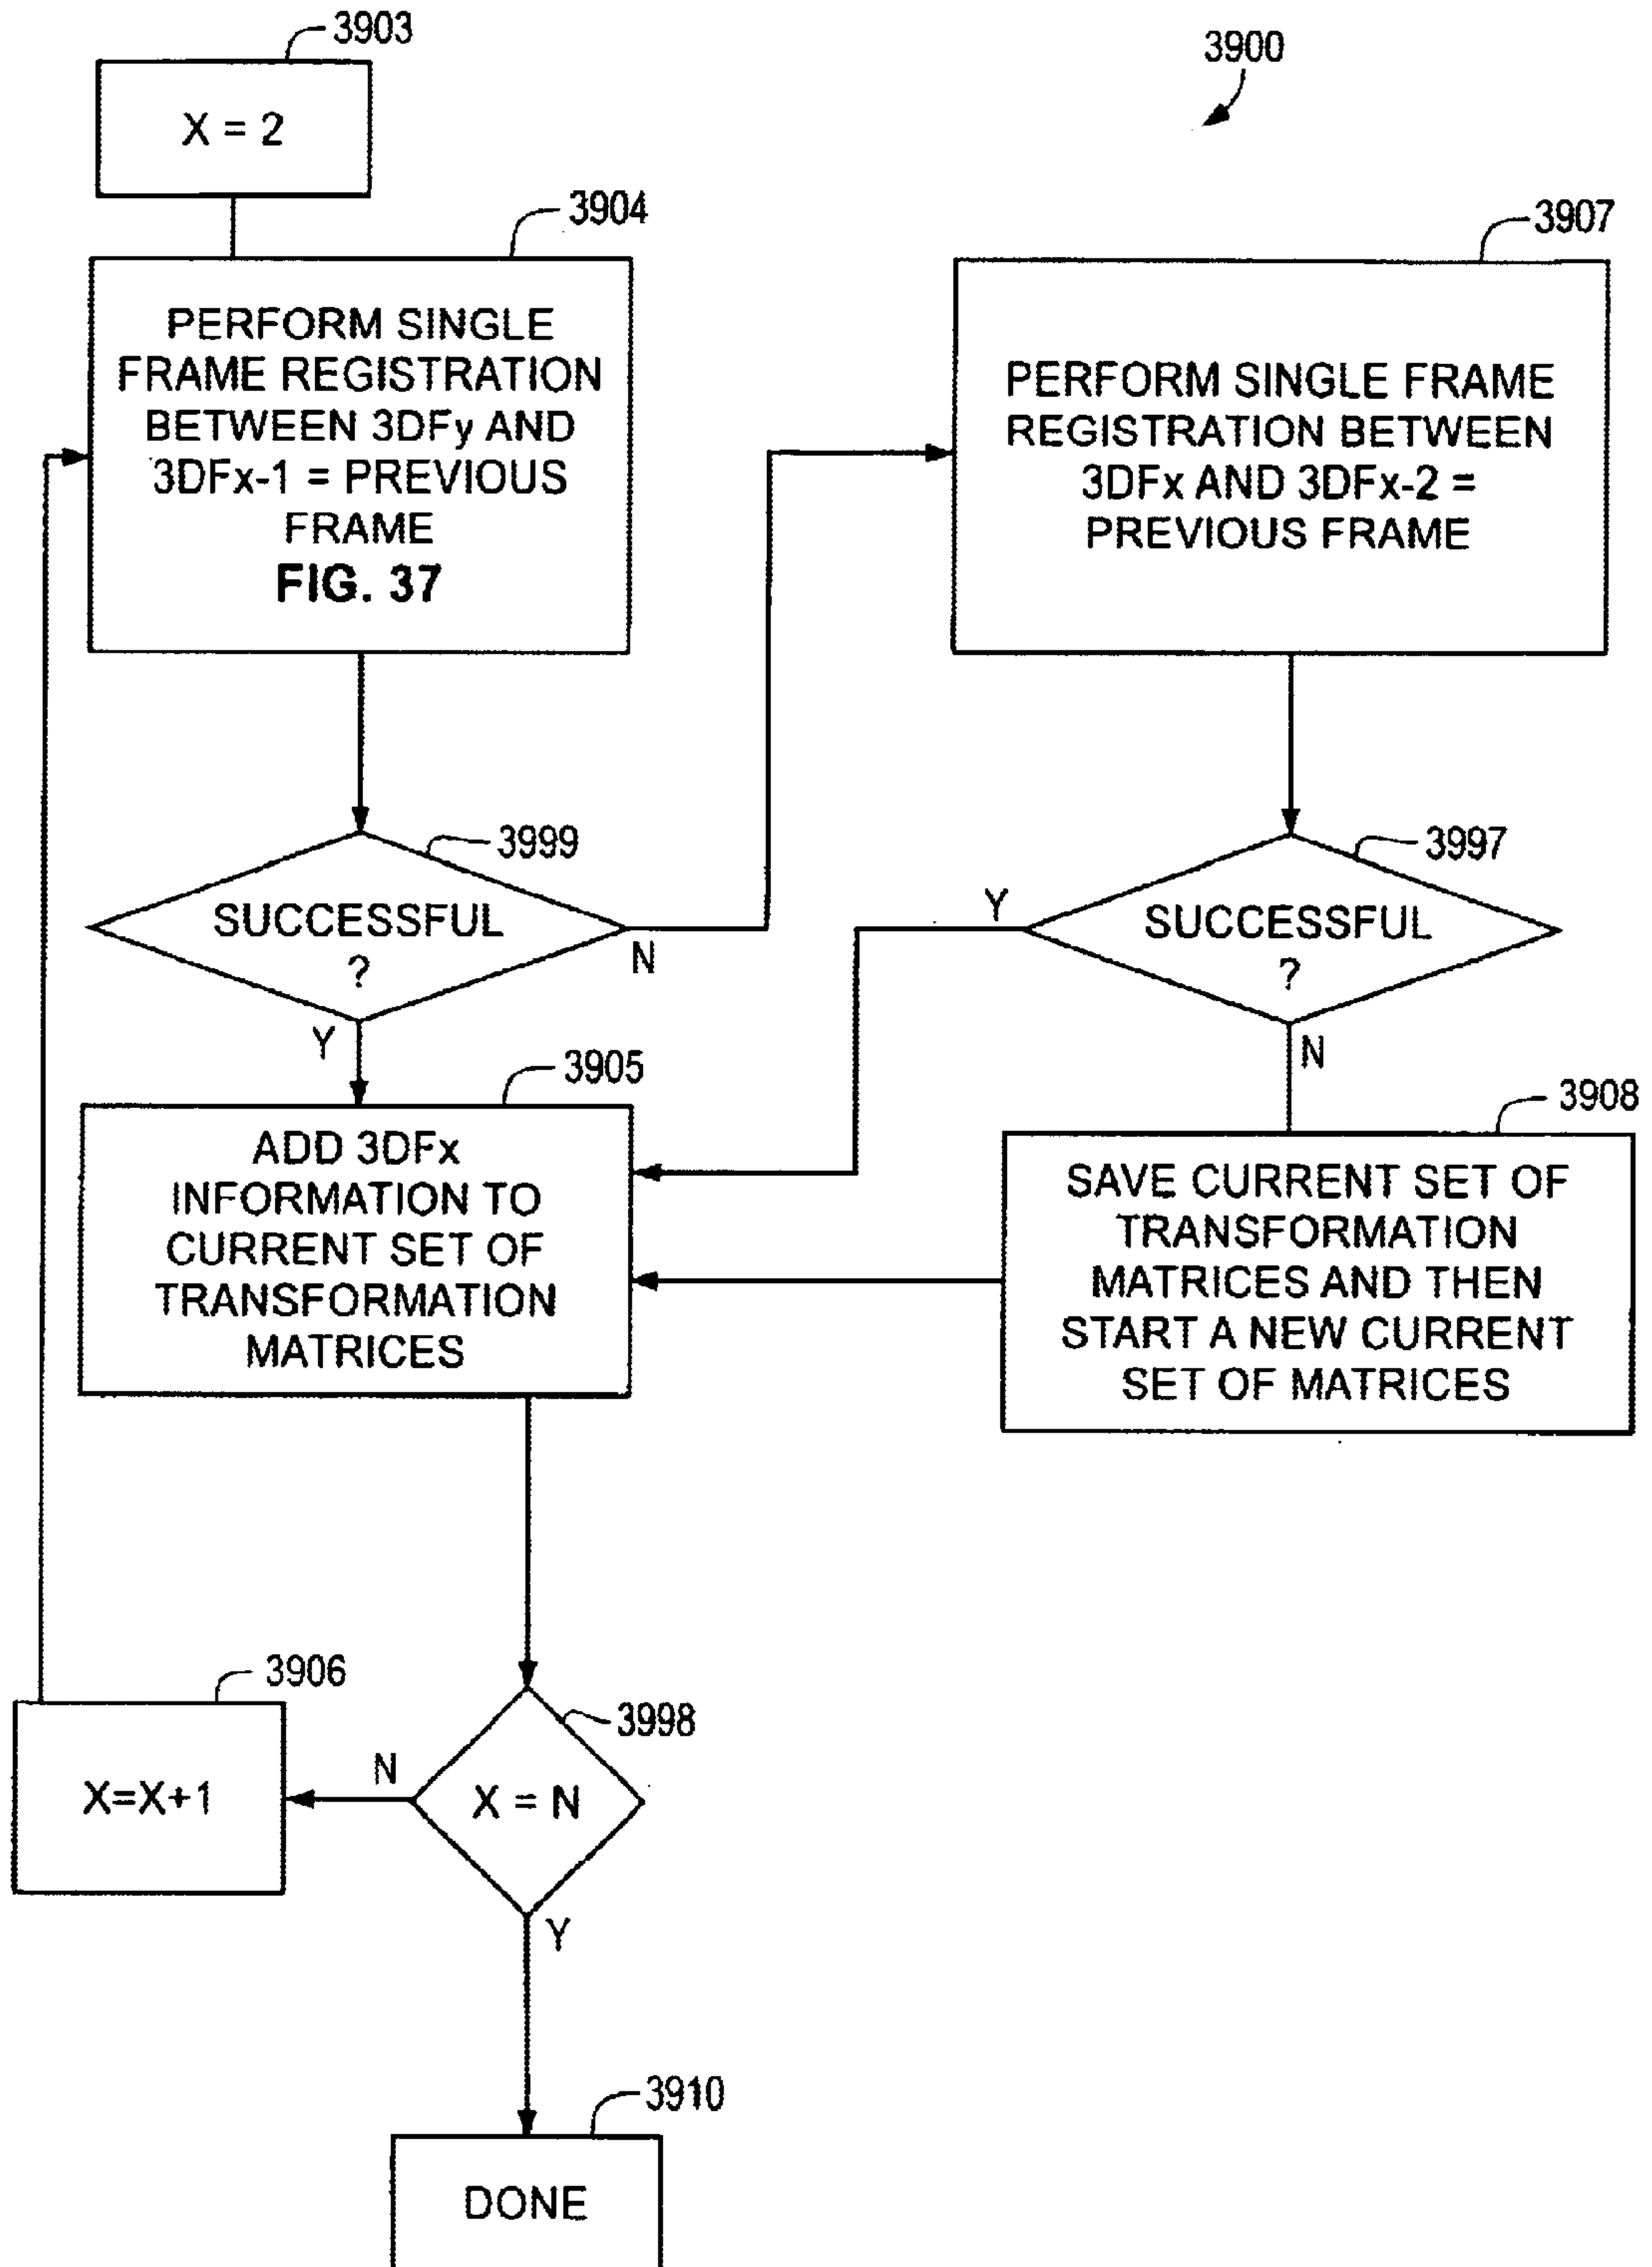 3903
X = 2
3900
3904
PERFORM SINGLE
FRAME REGISTRATION
BETWEEN 3DFy AND
3DFx-1 = PREVIOUS
FRAME
FIG. 37
3907
PERFORM SINGLE FRAME
REGISTRATION BETWEEN
3DFx AND 3DFx-2 =
PREVIOUS FRAME
3999
SUCCESSFUL
?
N
Y
3997
SUCCESSFUL
?
Y
N
3905
ADD 3DFx
INFORMATION TO
CURRENT SET OF
TRANSFORMATION
MATRICES
3908
SAVE CURRENT SET OF
TRANSFORMATION
MATRICES AND THEN
START A NEW CURRENT
SET OF MATRICES
3906
X=X+1
3998
N
X = N
Y
3910
DONE